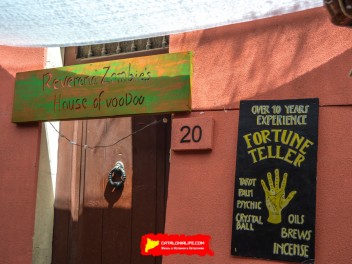 Zombie's
House of VooDoo
20
OVER 10 YEARS
EXPERIENCE
FORTUNE
TELLER
TAROT
PALM
PSYCHIC
CRYSTAL
BALL
OILS
BREWS
INCENSE
CATALONIALIFE.COM